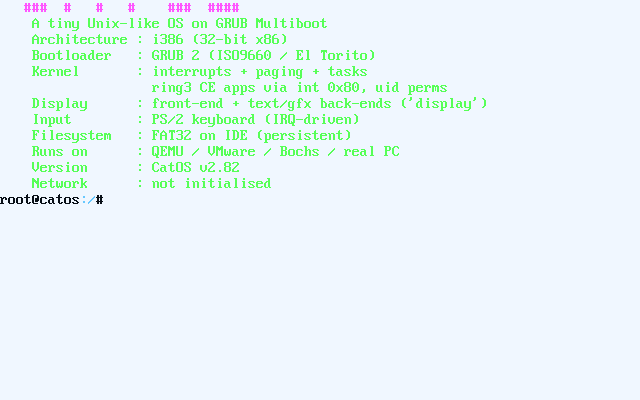 ### # # # ### ####
A tiny Unix-like OS on GRUB Multiboot
Architecture : i386 (32-bit x86)
Bootloader : GRUB 2 (ISO9660 / El Torito)
Kernel : interrupts + paging + tasks
ring3 CE apps via int 0x80, uid perms
Display : front-end + text/gfx back-ends ('display')
Input : PS/2 keyboard (IRQ-driven)
Filesystem : FAT32 on IDE (persistent)
Runs on : QEMU / VMware / Bochs / real PC
Version : CatOS v2.82
Network : not initialised
root@catos:/#